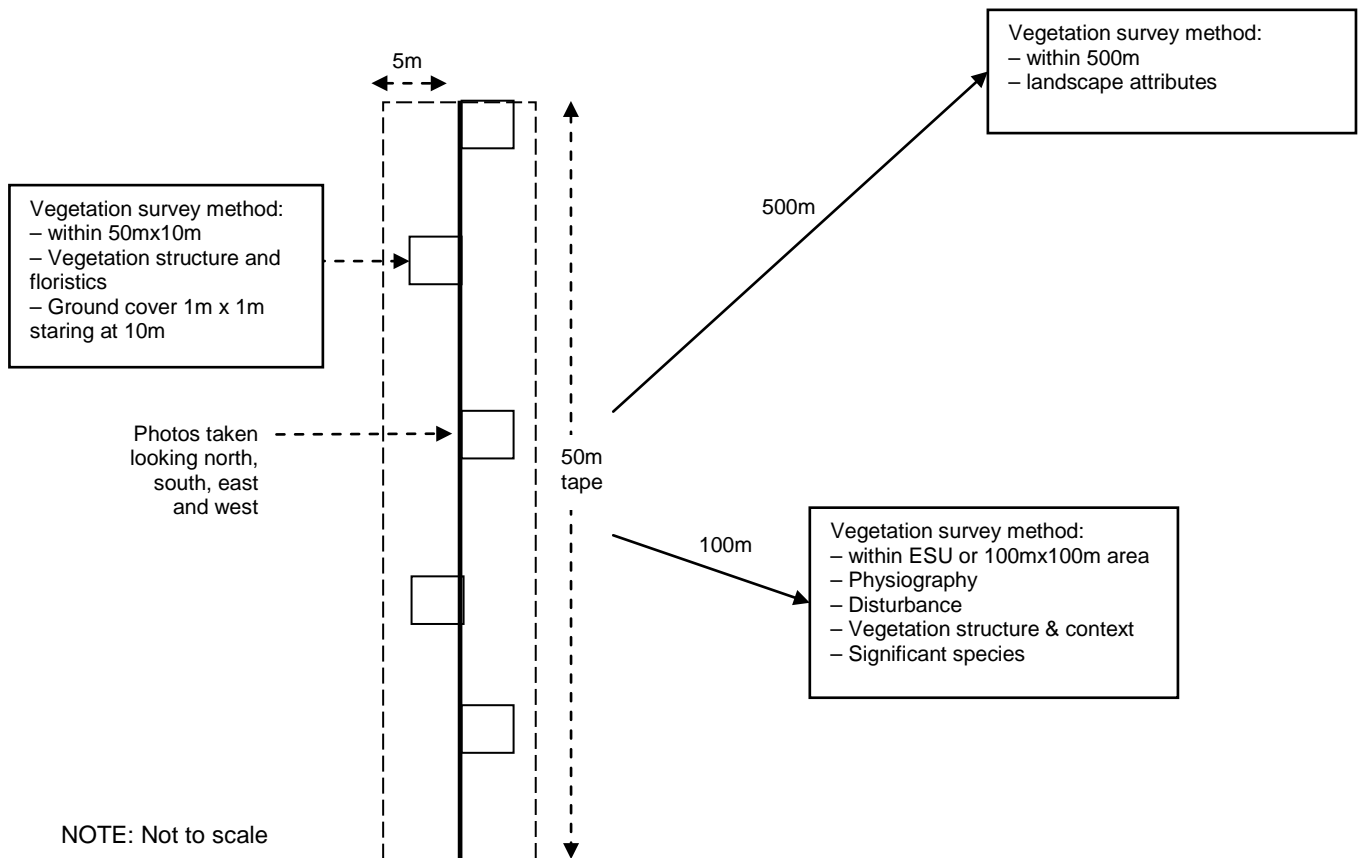 Vegetation survey method:
– within 500m
– landscape attributes
5m
Vegetation survey method:
– within 50mx10m
– Vegetation structure and
floristics
– Ground cover 1m x 1m
staring at 10m
500m
Photos taken
looking north,
south, east
and west
50m
tape
100m
Vegetation survey method:
– within ESU or 100mx100m area
– Physiography
– Disturbance
– Vegetation structure & context
– Significant species
NOTE: Not to scale